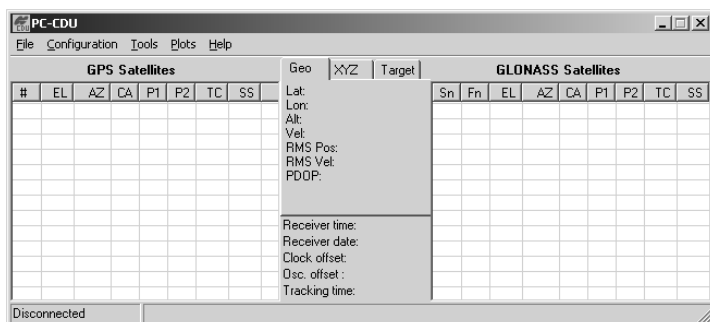 PC-CDU
File Configuration Tools Plots Help
GPS Satellites
# EL AZ CA P1 P2 TC SS
Geo XYZ Target
Lat:
Lon:
Alt:
Vel:
RMS Pos:
RMS Vel:
PDOP:
Receiver time:
Receiver date:
Clock offset:
Osc. offset :
Tracking time:
GLONASS Satellites
Sn Fn EL AZ CA P1 P2 TC SS
Disconnected